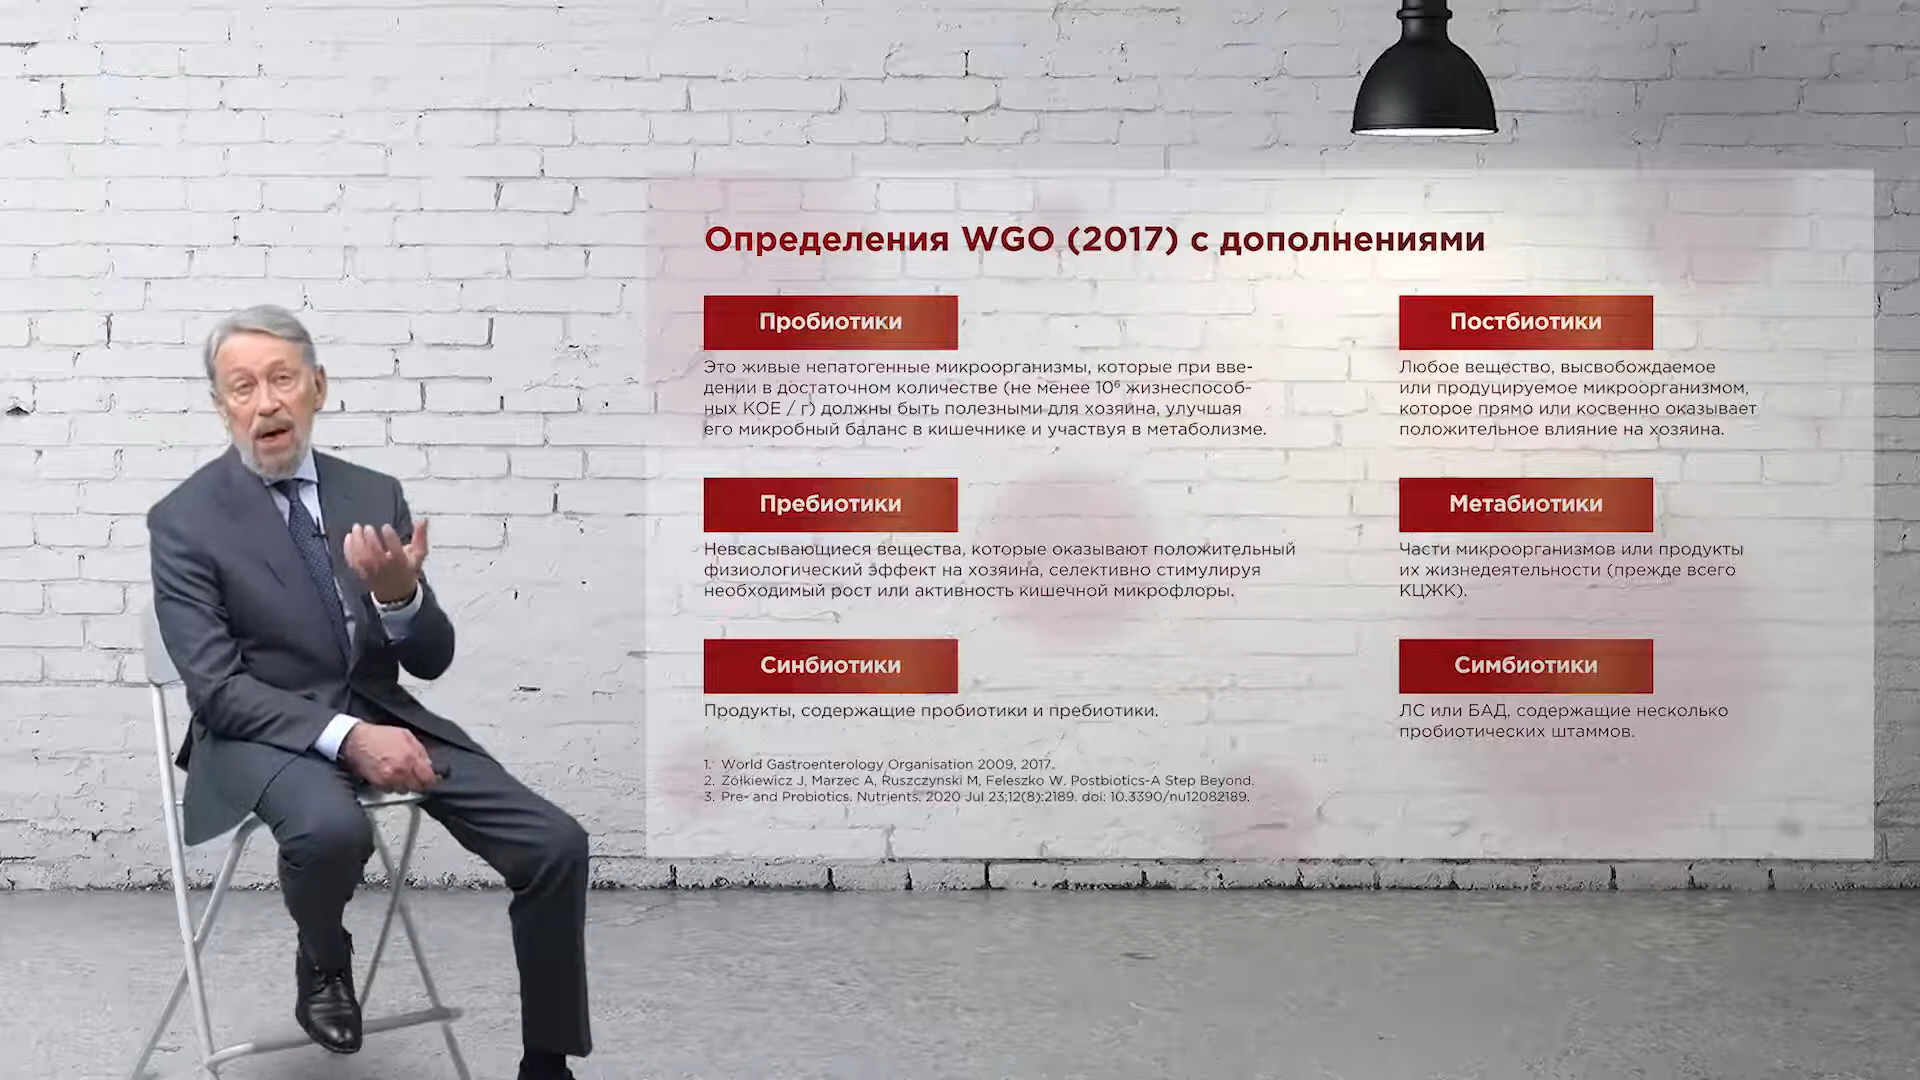 Определения WGO (2017) с дополнениями
Пробиотики
Это живые непатогенные микроорганизмы, которые при вве-
дении в достаточном количестве (не менее 10⁶ жизнеспособ-
ных КОЕ / г) должны быть полезными для хозяина, улучшая
его микробный баланс в кишечнике и участвуя в метаболизме.
Пребиотики
Невсасывающиеся вещества, которые оказывают положительный
физиологический эффект на хозяина, селективно стимулируя
необходимый рост или активность кишечной микрофлоры.
Синбиотики
Продукты, содержащие пробиотики и пребиотики.
Постбиотики
Любое вещество, высвобождаемое
или продуцируемое микроорганизмом,
которое прямо или косвенно оказывает
положительное влияние на хозяина.
Метабиотики
Части микроорганизмов или продукты
их жизнедеятельности (прежде всего
КЦЖК).
Симбиотики
ЛС или БАД, содержащие несколько
пробиотических штаммов.
1. World Gastroenterology Organisation 2009, 2017.
2. Zółkiewicz J, Marzec A, Ruszczynski M, Feleszko W. Postbiotics-A Step Beyond.
3. Pre- and Probiotics. Nutrients. 2020 Jul 23;12(8):2189. doi: 10.3390/nu12082189.